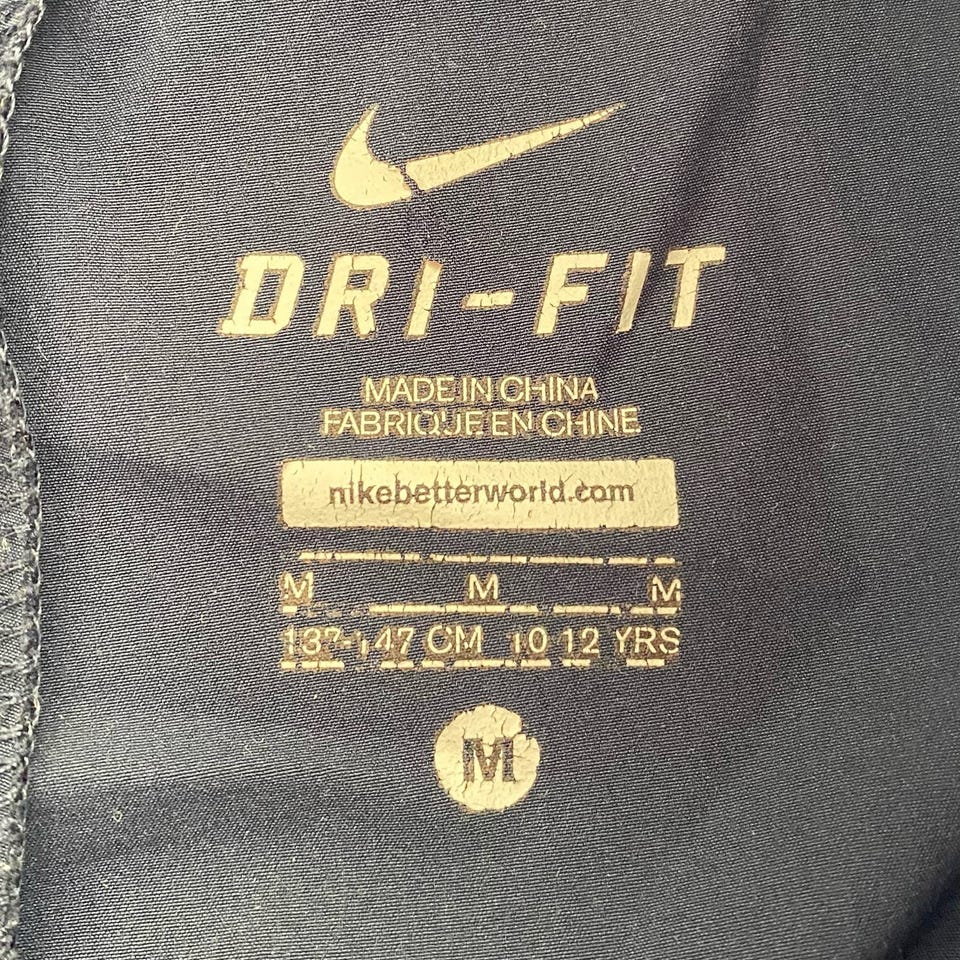 DRI-FIT
MADE IN CHINA
FABRIQUE EN CHINE
nikebetterworld.com
M M M
137-147 CM 10 12 YRS
M